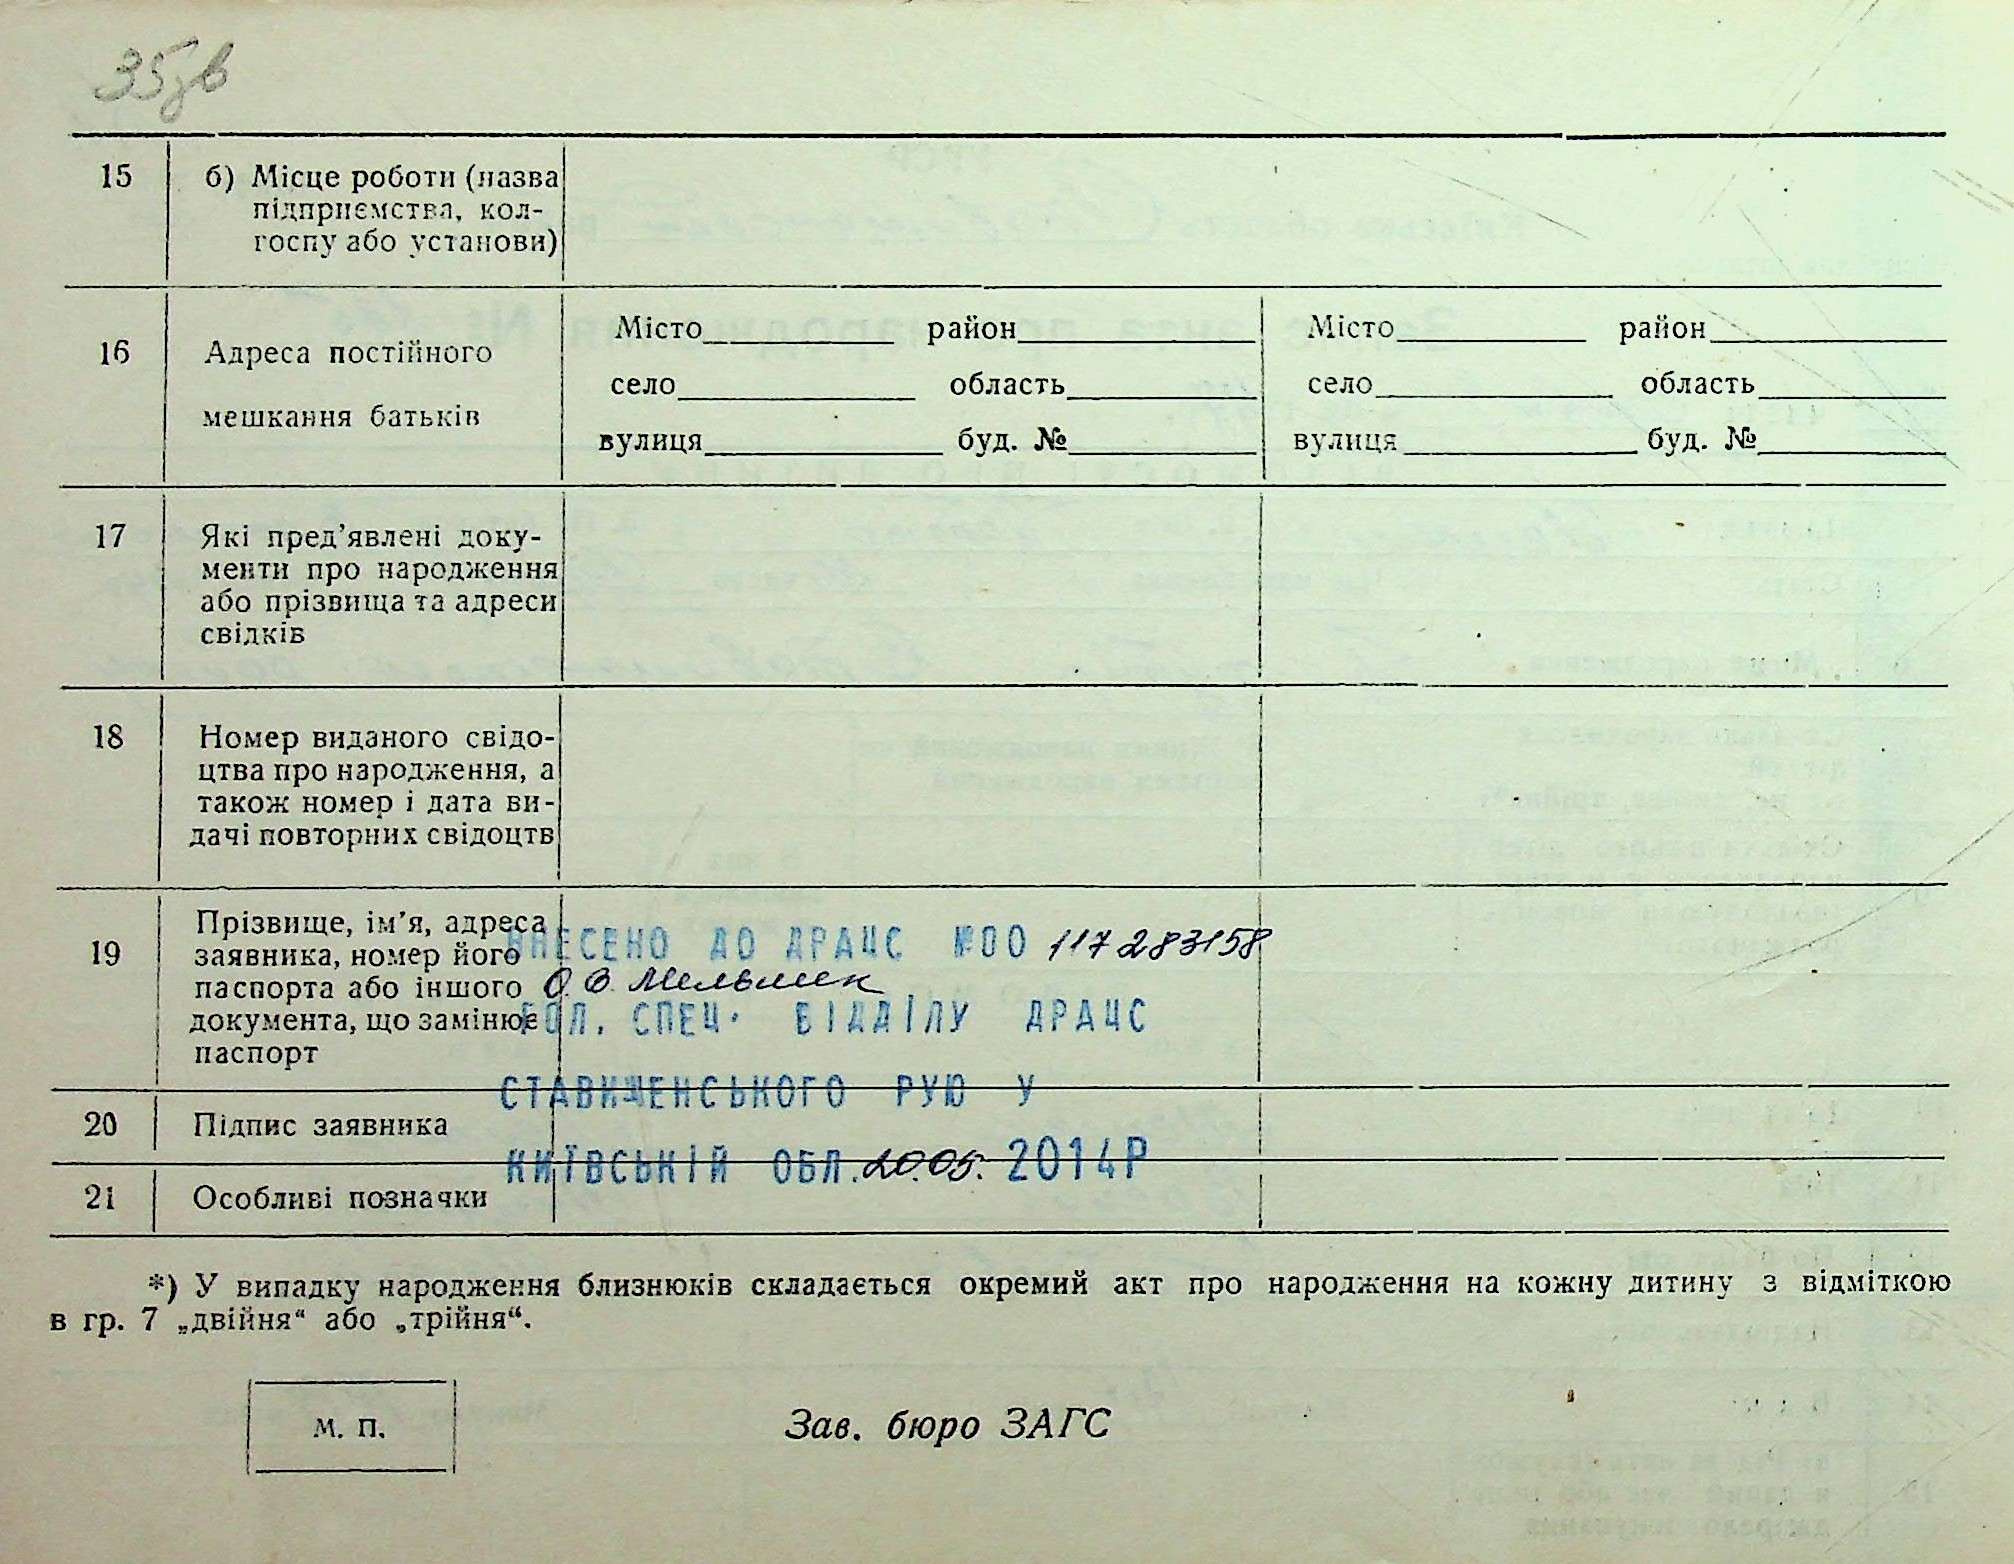 35зв
15 б) Місце роботи (назва
підприємства, кол-
госпу або установи)
16 Адреса постійного
мешкання батьків
Місто район Місто район
село область село область
вулиця буд. № вулиця буд. №
17 Які пред’явлені доку-
менти про народження
або прізвища та адреси
свідків
18 Номер виданого свідо-
цтва про народження, а
також номер і дата ви-
дачі повторних свідоцтв
19 Прізвище, ім’я, адреса
заявника, номер його
паспорта або іншого
документа, що замінює
паспорт
ВНЕСЕНО ДО ДРАЦС №00 117283158
О. В. Мельник
ГОЛ. СПЕЦ. ВІДДІЛУ ДРАЦС
СТАВИЩЕНСЬКОГО РУЮ У
КИЇВСЬКІЙ ОБЛ. 20.05. 2014Р
20 Підпис заявника
21 Особливі позначки
*) У випадку народження близнюків складається окремий акт про народження на кожну дитину з відміткою
в гр. 7 „двійня“ або „трійня“.
М. П. Зав. бюро ЗАГС